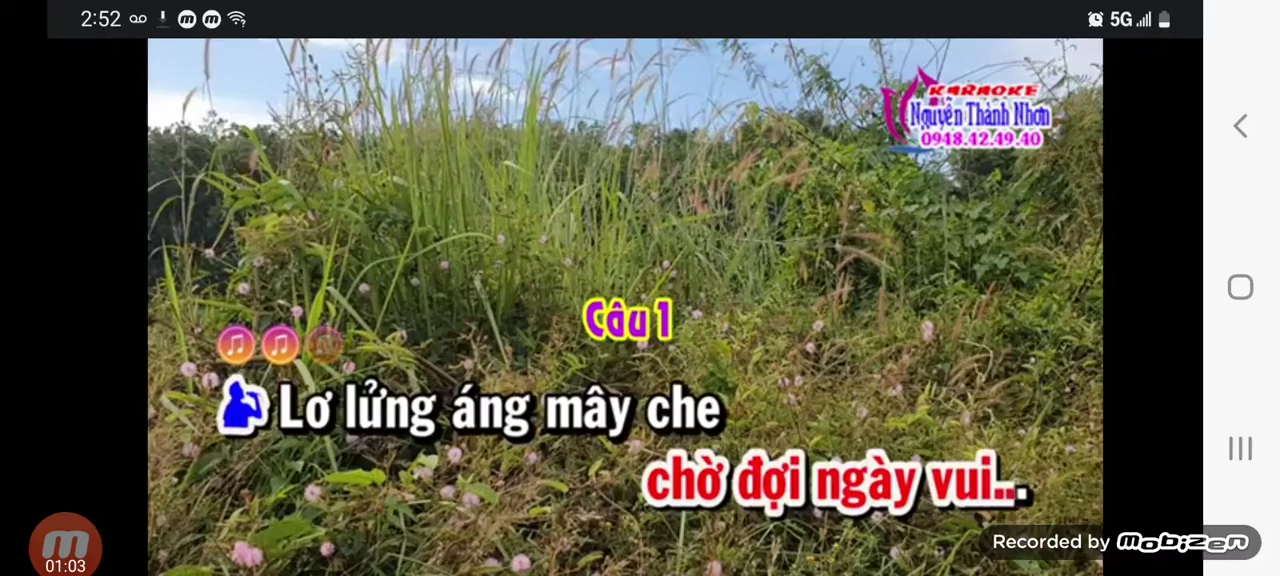 2:52
5G
KARAOKE
Nguyễn Thành Nhơn
0948.42.49.40
Câu 1
Lơ lửng áng mây che
chờ đợi ngày vui...
Recorded by mobizen
01:03